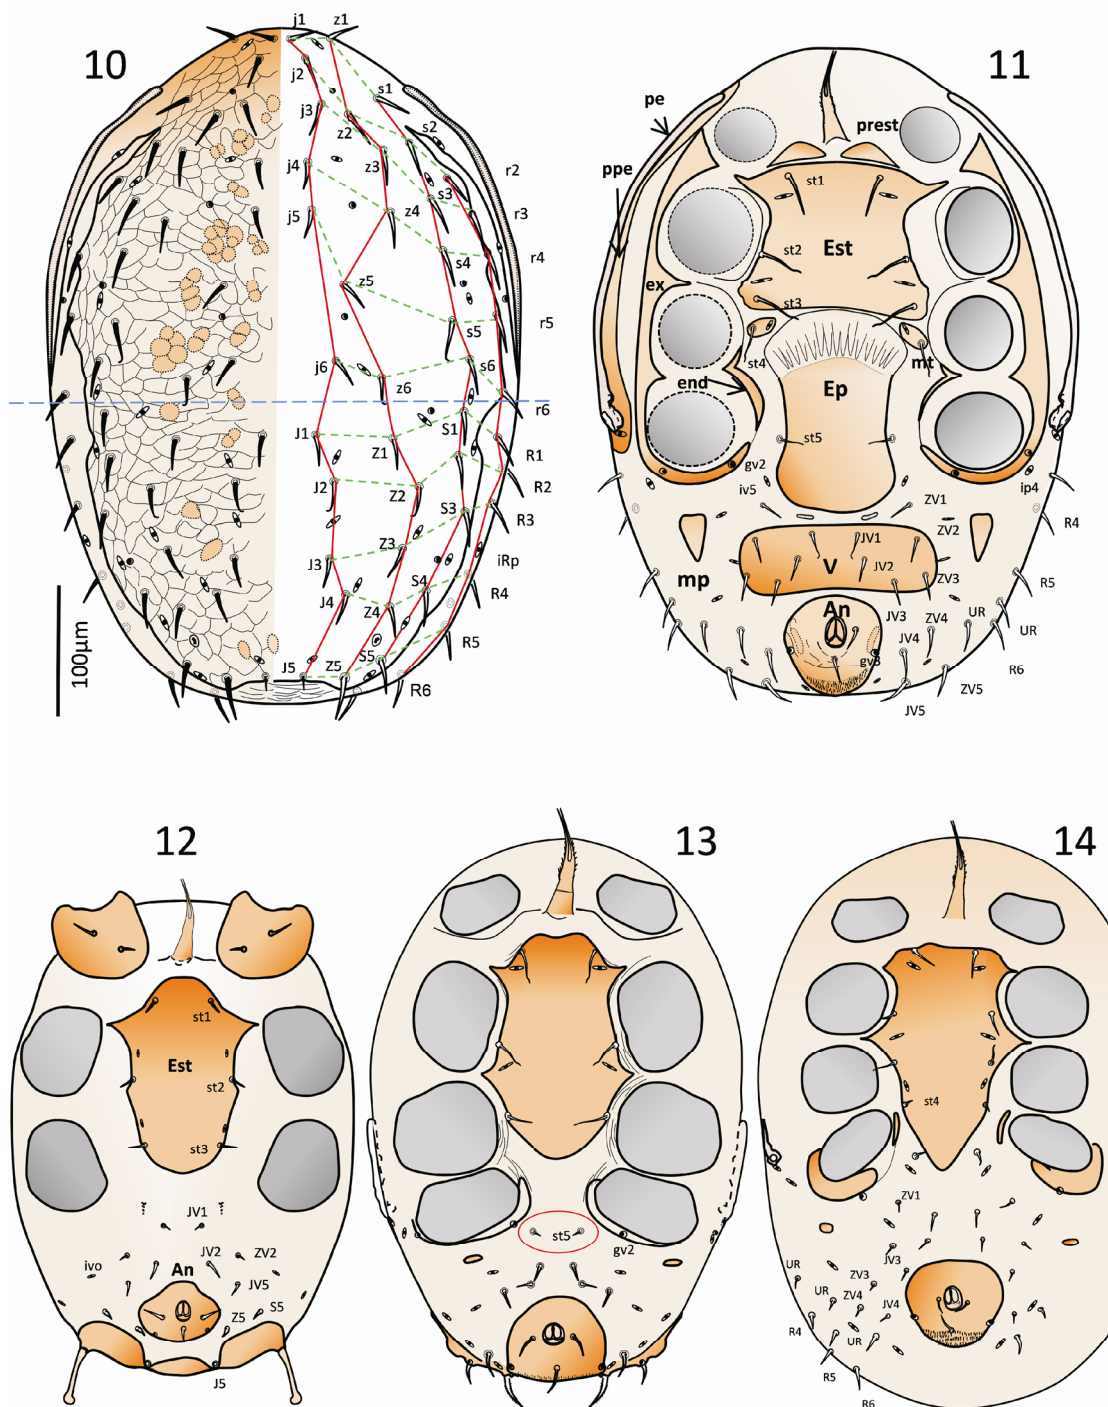 10
j1
z1
j2
s1
j3
z2
s2
j4
z3
s3
r2
j5
z4
r3
s4
r4
z5
s5
r5
j6
s6
z6
r6
J1
Z1
S1
R1
J2
Z2
R2
S3
R3
J3
Z3
iRp
J4
Z4
S4
R4
R5
J5
Z5
S5
R6
100µm
11
pe
prest
ppe
st1
st2
Est
ex
st3
st4
mt
end
Ep
st5
gv2
iv5
ip4
ZV1
R4
ZV2
JV1
V
JV2
mp
ZV3
R5
An
JV3
ZV4
UR
UR
JV4
gv3
R6
ZV5
JV5
12
st1
Est
st2
st3
JV1
JV2
ZV2
ivo
An
JV5
Z5
S5
J5
13
st5
gv2
14
st4
ZV1
JV3
UR
ZV3
UR
ZV4
JV4
R4
UR
R5
R6